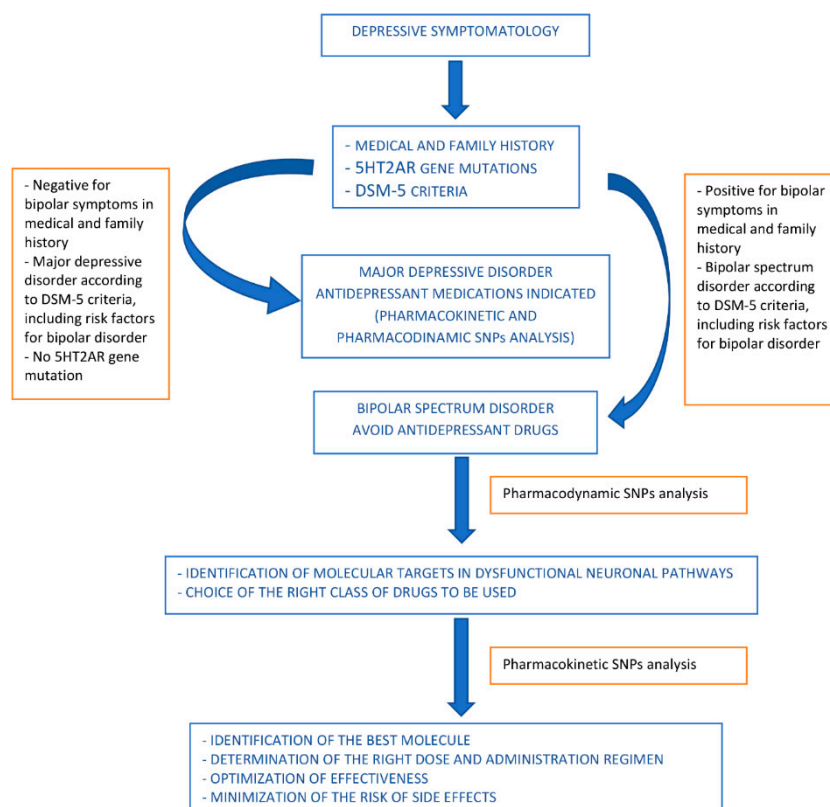 DEPRESSIVE SYMPTOMATOLOGY
- MEDICAL AND FAMILY HISTORY
- 5HT2AR GENE MUTATIONS
- DSM-5 CRITERIA
- Negative for
bipolar symptoms in
medical and family
history
- Major depressive
disorder according
to DSM-5 criteria,
including risk factors
for bipolar disorder
- No 5HT2AR gene
mutation
- Positive for bipolar
symptoms in
medical and family
history
- Bipolar spectrum
disorder according
to DSM-5 criteria,
including risk factors
for bipolar disorder
MAJOR DEPRESSIVE DISORDER
ANTIDEPRESSANT MEDICATIONS INDICATED
(PHARMACOKINETIC AND
PHARMACODINAMIC SNPs ANALYSIS)
BIPOLAR SPECTRUM DISORDER
AVOID ANTIDEPRESSANT DRUGS
Pharmacodynamic SNPs analysis
- IDENTIFICATION OF MOLECULAR TARGETS IN DYSFUNCTIONAL NEURONAL PATHWAYS
- CHOICE OF THE RIGHT CLASS OF DRUGS TO BE USED
Pharmacokinetic SNPs analysis
- IDENTIFICATION OF THE BEST MOLECULE
- DETERMINATION OF THE RIGHT DOSE AND ADMINISTRATION REGIMEN
- OPTIMIZATION OF EFFECTIVENESS
- MINIMIZATION OF THE RISK OF SIDE EFFECTS